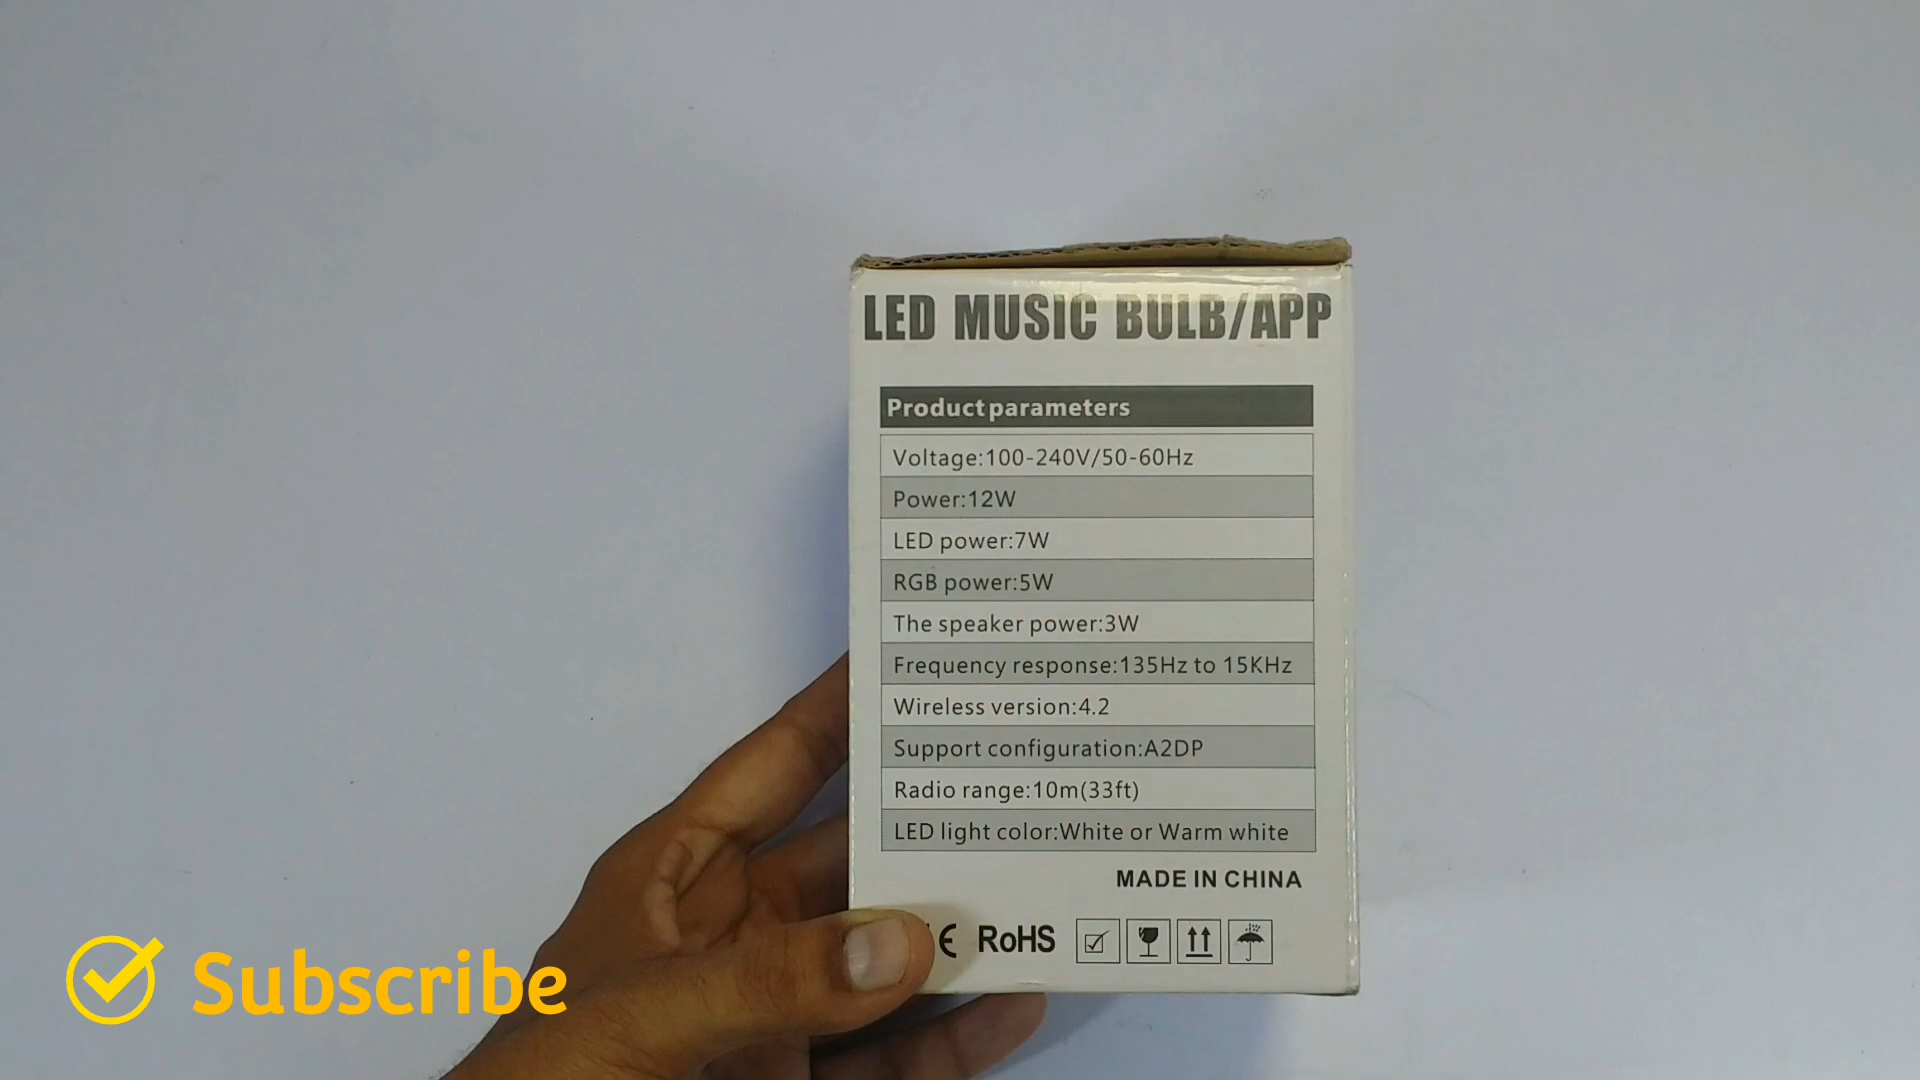 LED MUSIC BULB/APP
Product parameters
Voltage:100-240V/50-60Hz
Power:12W
LED power:7W
RGB power:5W
The speaker power:3W
Frequency response:135Hz to 15KHz
Wireless version:4.2
Support configuration:A2DP
Radio range:10m(33ft)
LED light color:White or Warm white
MADE IN CHINA
RoHS
Subscribe